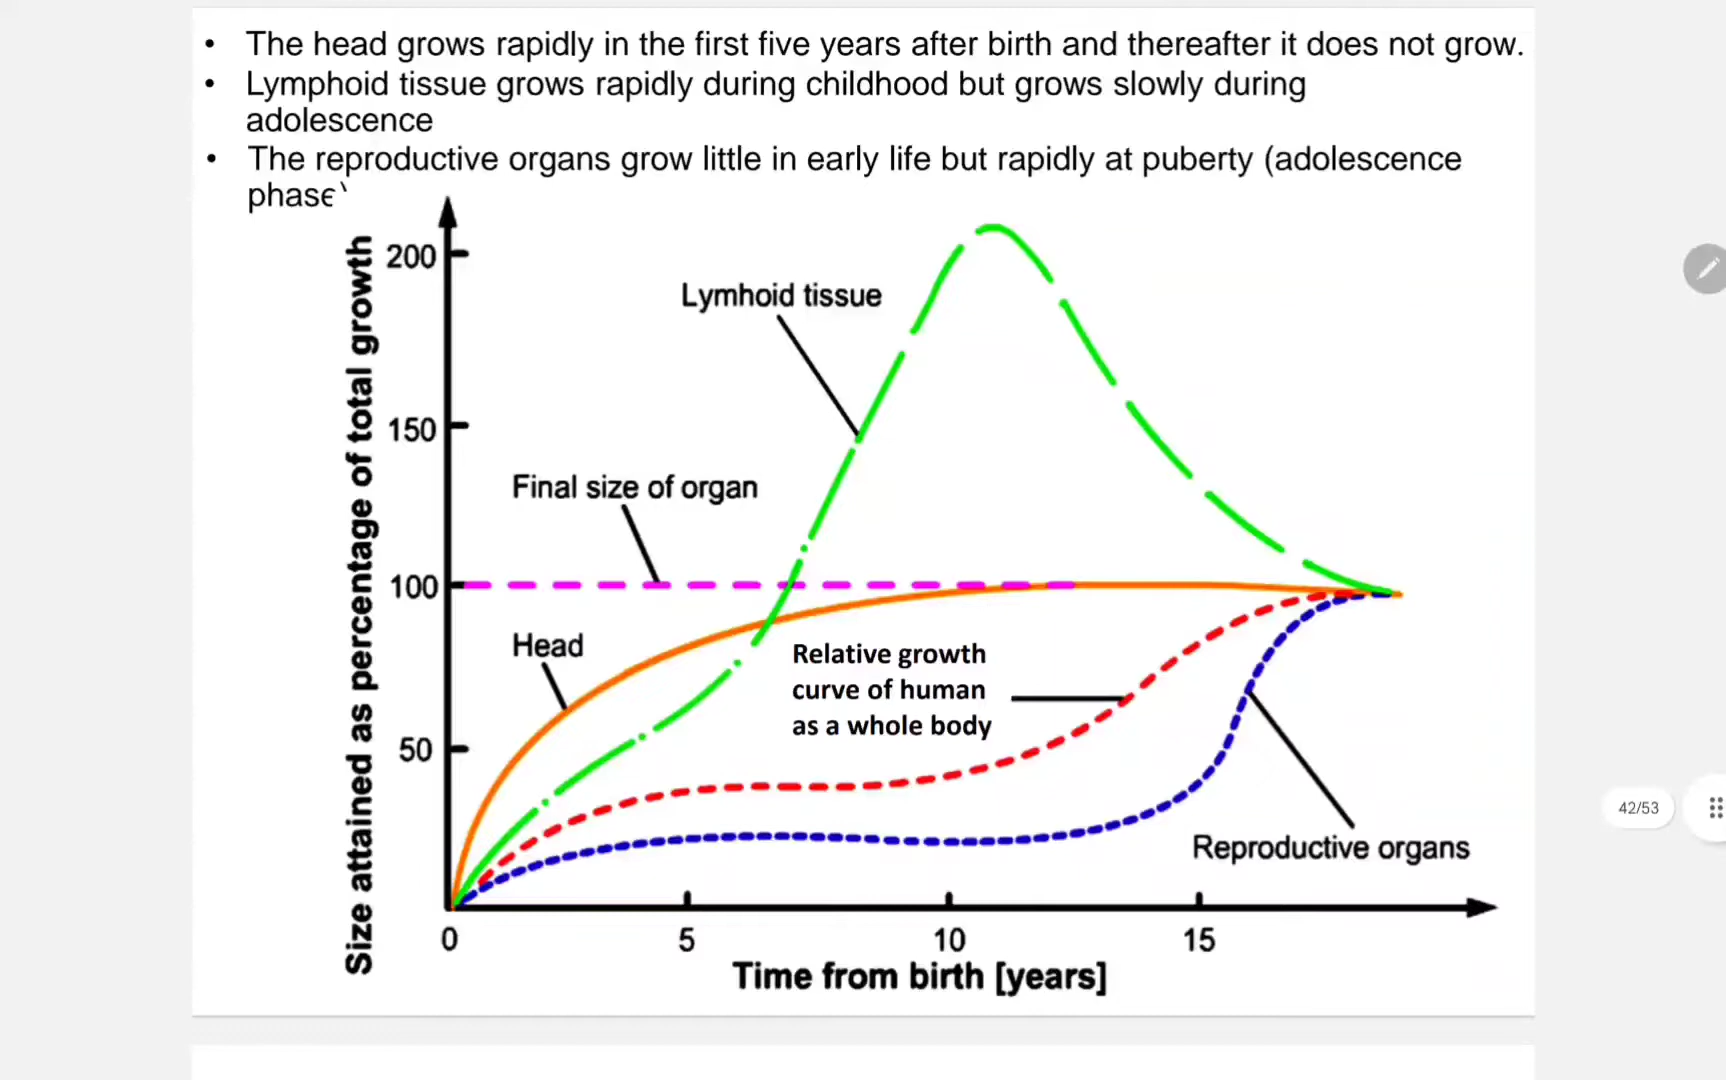 • The head grows rapidly in the first five years after birth and thereafter it does not grow.
• Lymphoid tissue grows rapidly during childhood but grows slowly during
adolescence
• The reproductive organs grow little in early life but rapidly at puberty (adolescence
phase)
Size attained as percentage of total growth
200
150
100
50
Lymhoid tissue
Final size of organ
Head
Relative growth
curve of human
as a whole body
Reproductive organs
0 5 10 15
Time from birth [years]
42/53